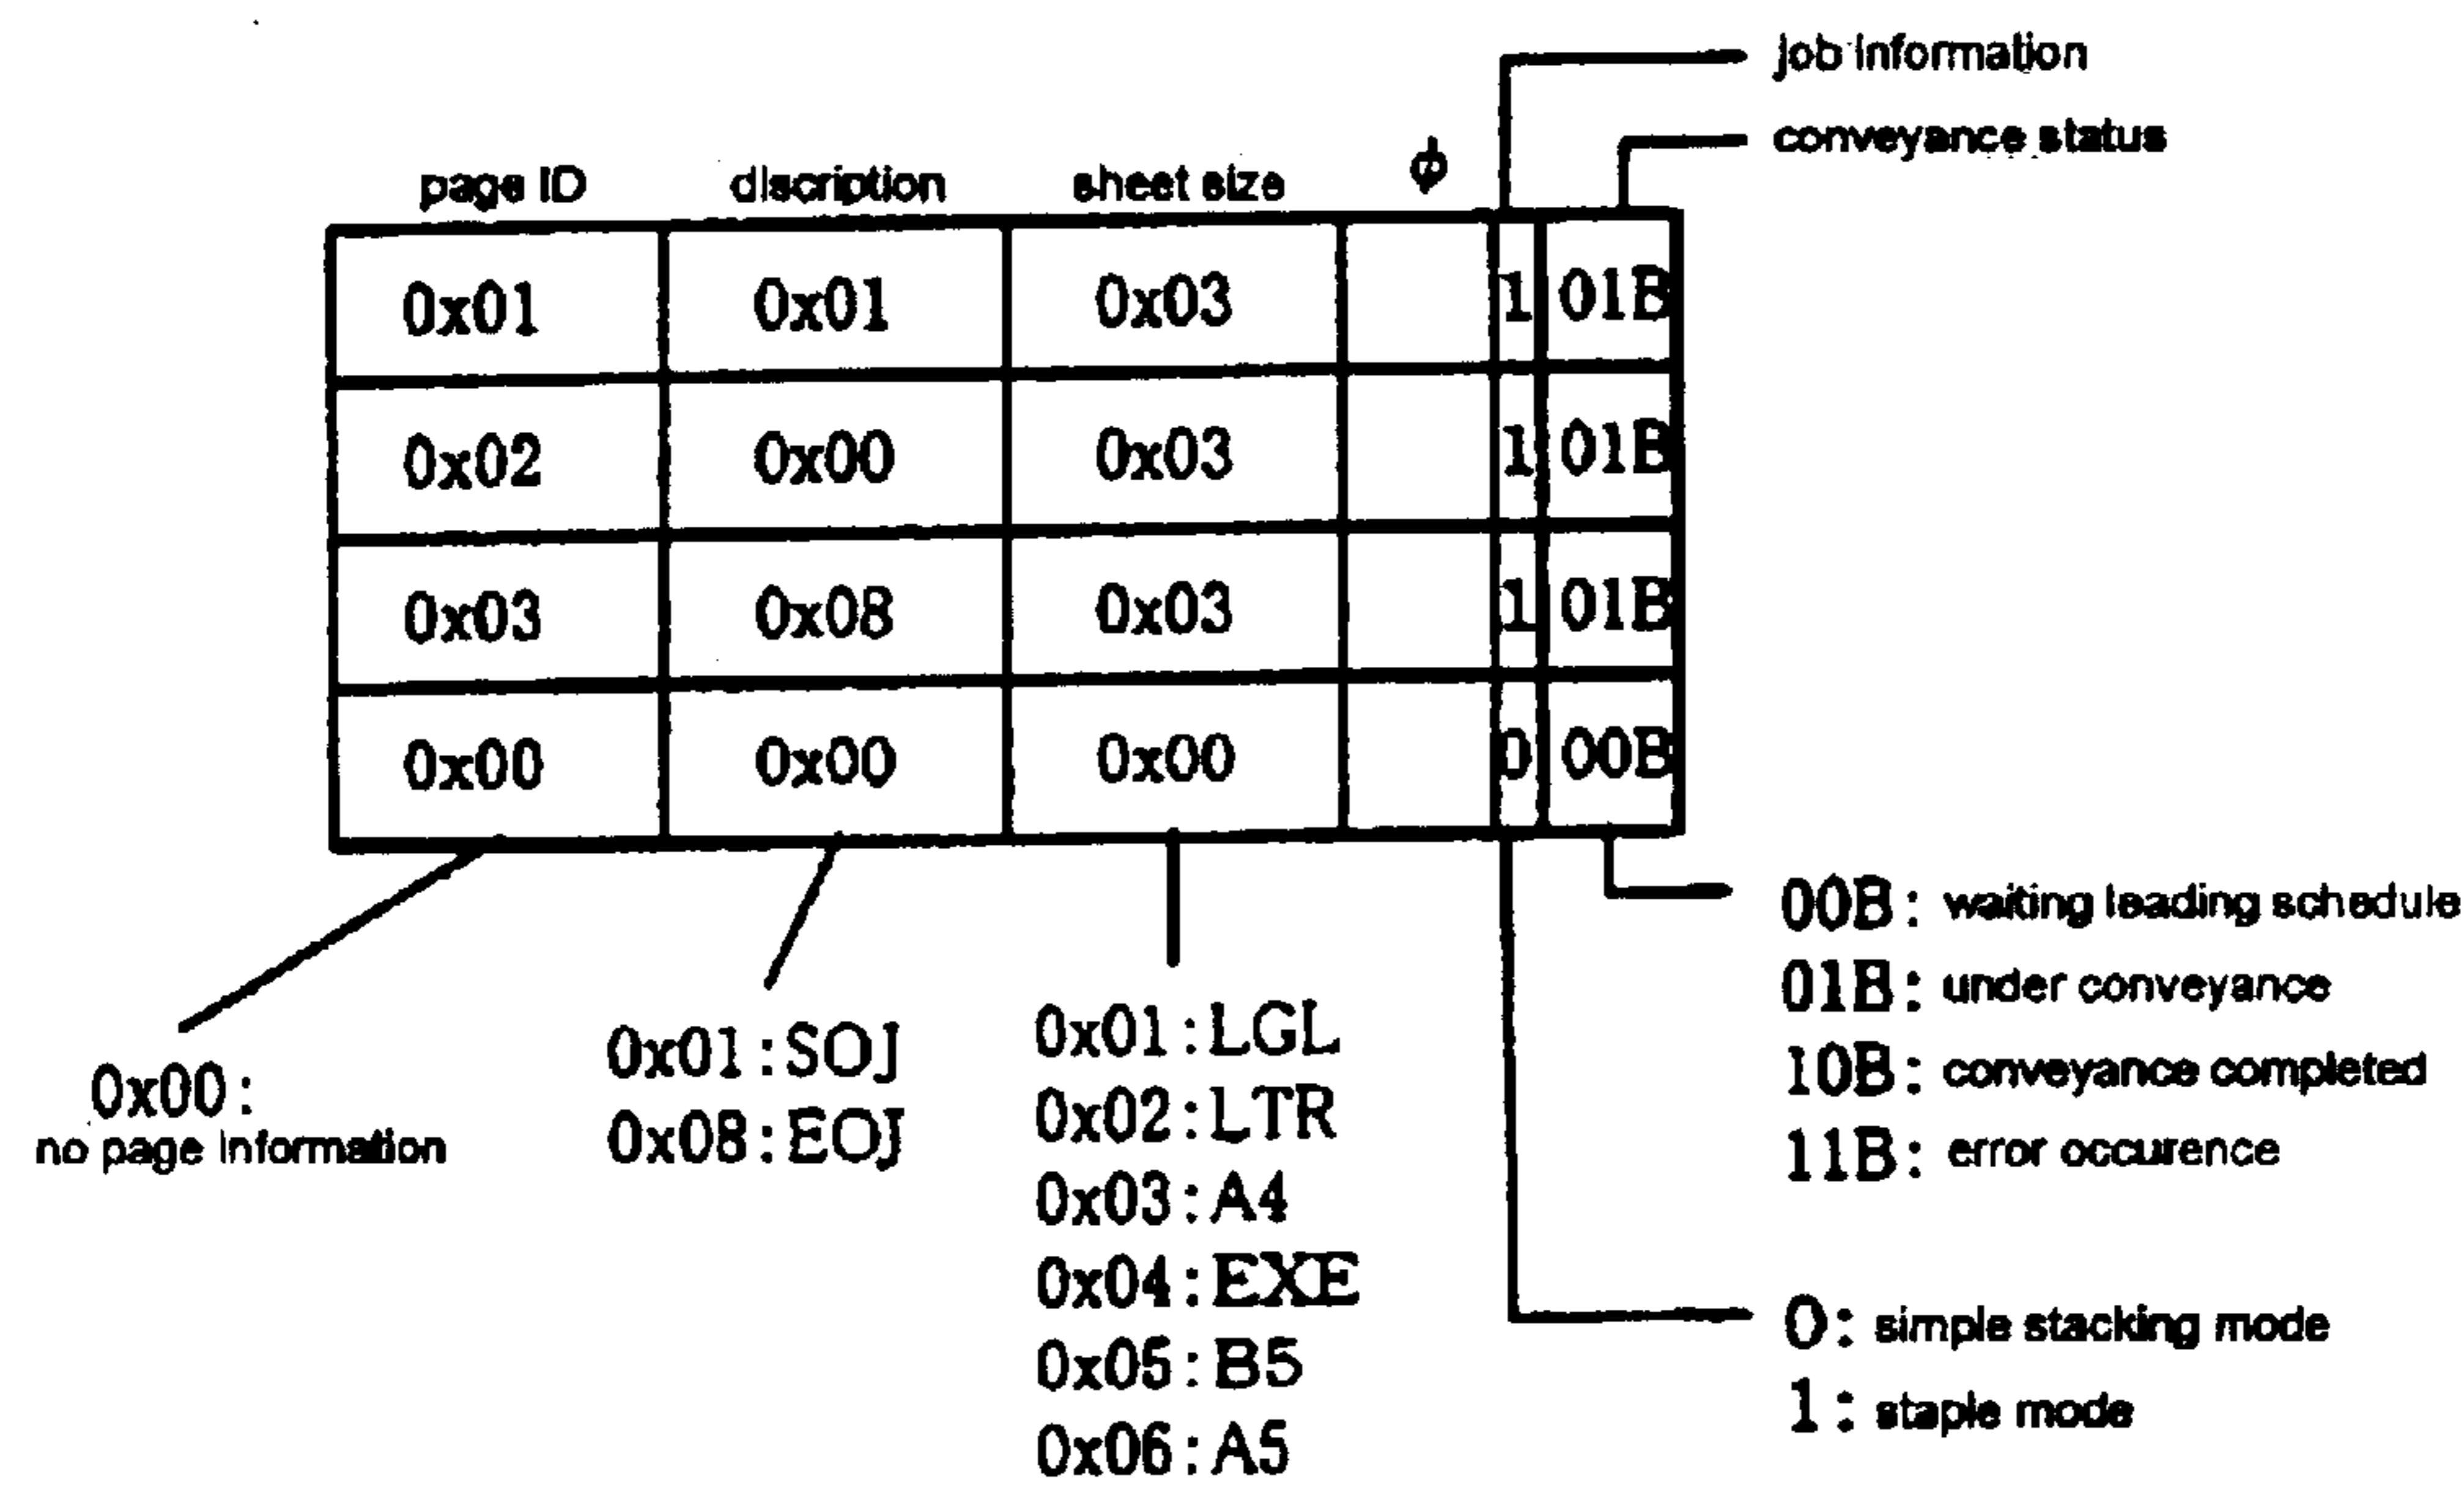 job information
conveyance status
page ID discription sheet size φ
0x01 0x01 0x03 1 01B
0x02 0x00 0x03 1 01B
0x03 0x08 0x03 1 01B
0x00 0x00 0x00 0 00B
00B: waiting leading schedule
01B: under conveyance
10B: conveyance completed
11B: error occurence
0x00:
no page information
0x01:SOJ
0x08:EOJ
0x01:LGL
0x02:LTR
0x03:A4
0x04:EXE
0x05:B5
0x06:A5
0: simple stacking mode
1: staple mode